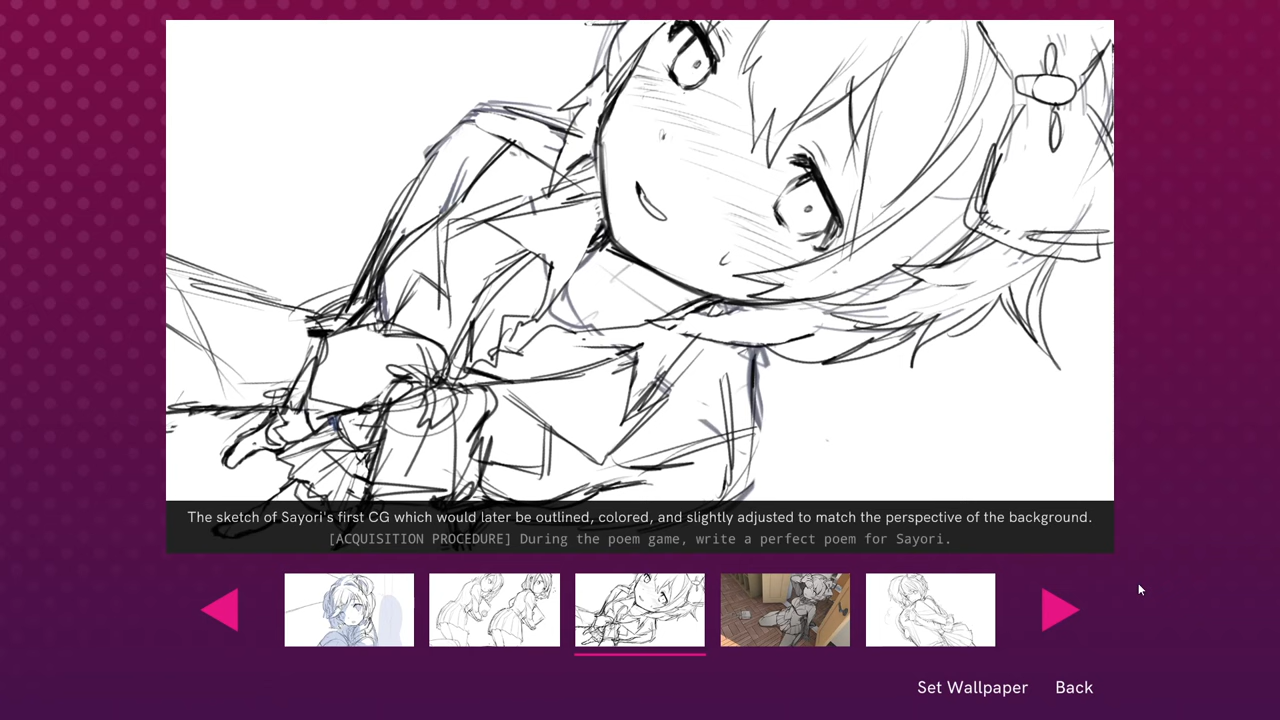 The sketch of Sayori's first CG which would later be outlined, colored, and slightly adjusted to match the perspective of the background.
[ACQUISITION PROCEDURE] During the poem game, write a perfect poem for Sayori.
Set Wallpaper
Back